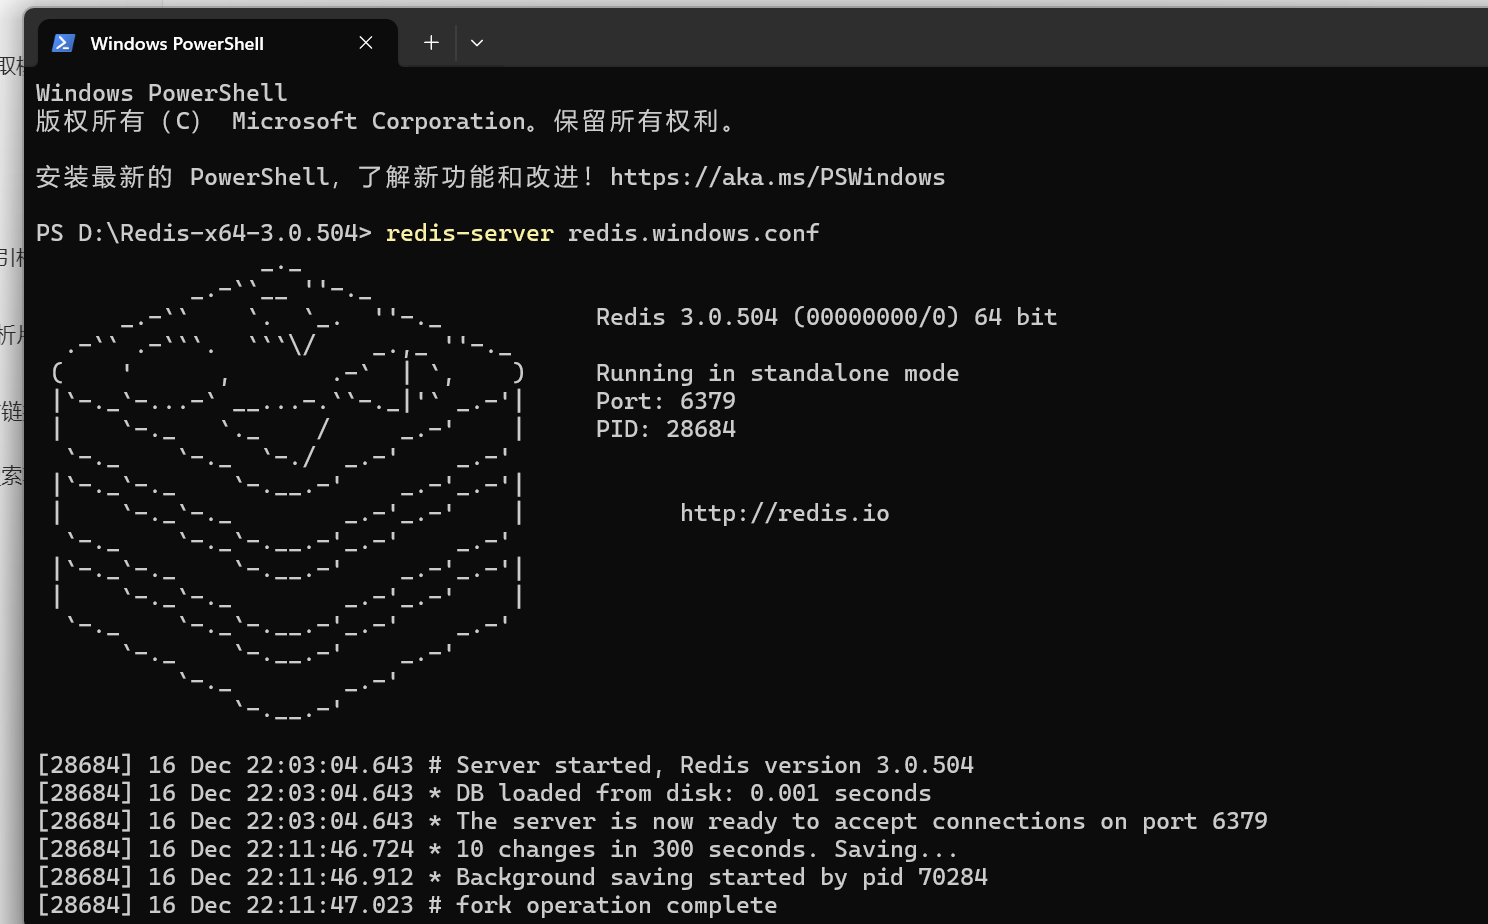 Windows PowerShell
Windows PowerShell
版权所有（C） Microsoft Corporation。保留所有权利。
安装最新的 PowerShell，了解新功能和改进！https://aka.ms/PSWindows
PS D:\Redis-x64-3.0.504> redis-server redis.windows.conf
Redis 3.0.504 (00000000/0) 64 bit
Running in standalone mode
Port: 6379
PID: 28684
http://redis.io
[28684] 16 Dec 22:03:04.643 # Server started, Redis version 3.0.504
[28684] 16 Dec 22:03:04.643 * DB loaded from disk: 0.001 seconds
[28684] 16 Dec 22:03:04.643 * The server is now ready to accept connections on port 6379
[28684] 16 Dec 22:11:46.724 * 10 changes in 300 seconds. Saving...
[28684] 16 Dec 22:11:46.912 * Background saving started by pid 70284
[28684] 16 Dec 22:11:47.023 # fork operation complete